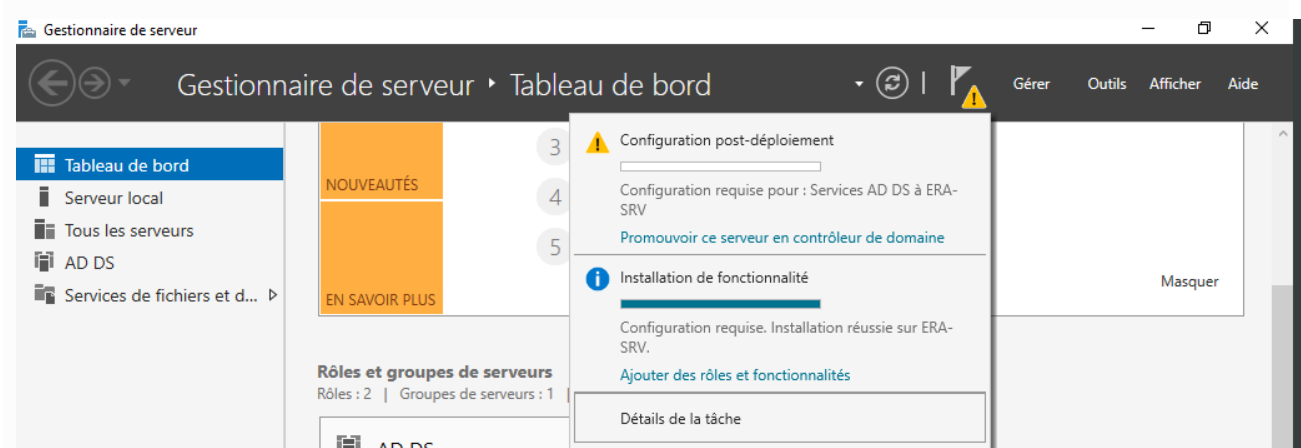 Gestionnaire de serveur
Gestionnaire de serveur ‣ Tableau de bord
Gérer
Outils
Afficher
Aide
Tableau de bord
Serveur local
Tous les serveurs
AD DS
Services de fichiers et d...
NOUVEAUTÉS
EN SAVOIR PLUS
3
4
5
Configuration post-déploiement
Configuration requise pour : Services AD DS à ERA-
SRV
Promouvoir ce serveur en contrôleur de domaine
Installation de fonctionnalité
Configuration requise. Installation réussie sur ERA-
SRV.
Ajouter des rôles et fonctionnalités
Détails de la tâche
Masquer
Rôles et groupes de serveurs
Rôles : 2 | Groupes de serveurs : 1 |
AD DS